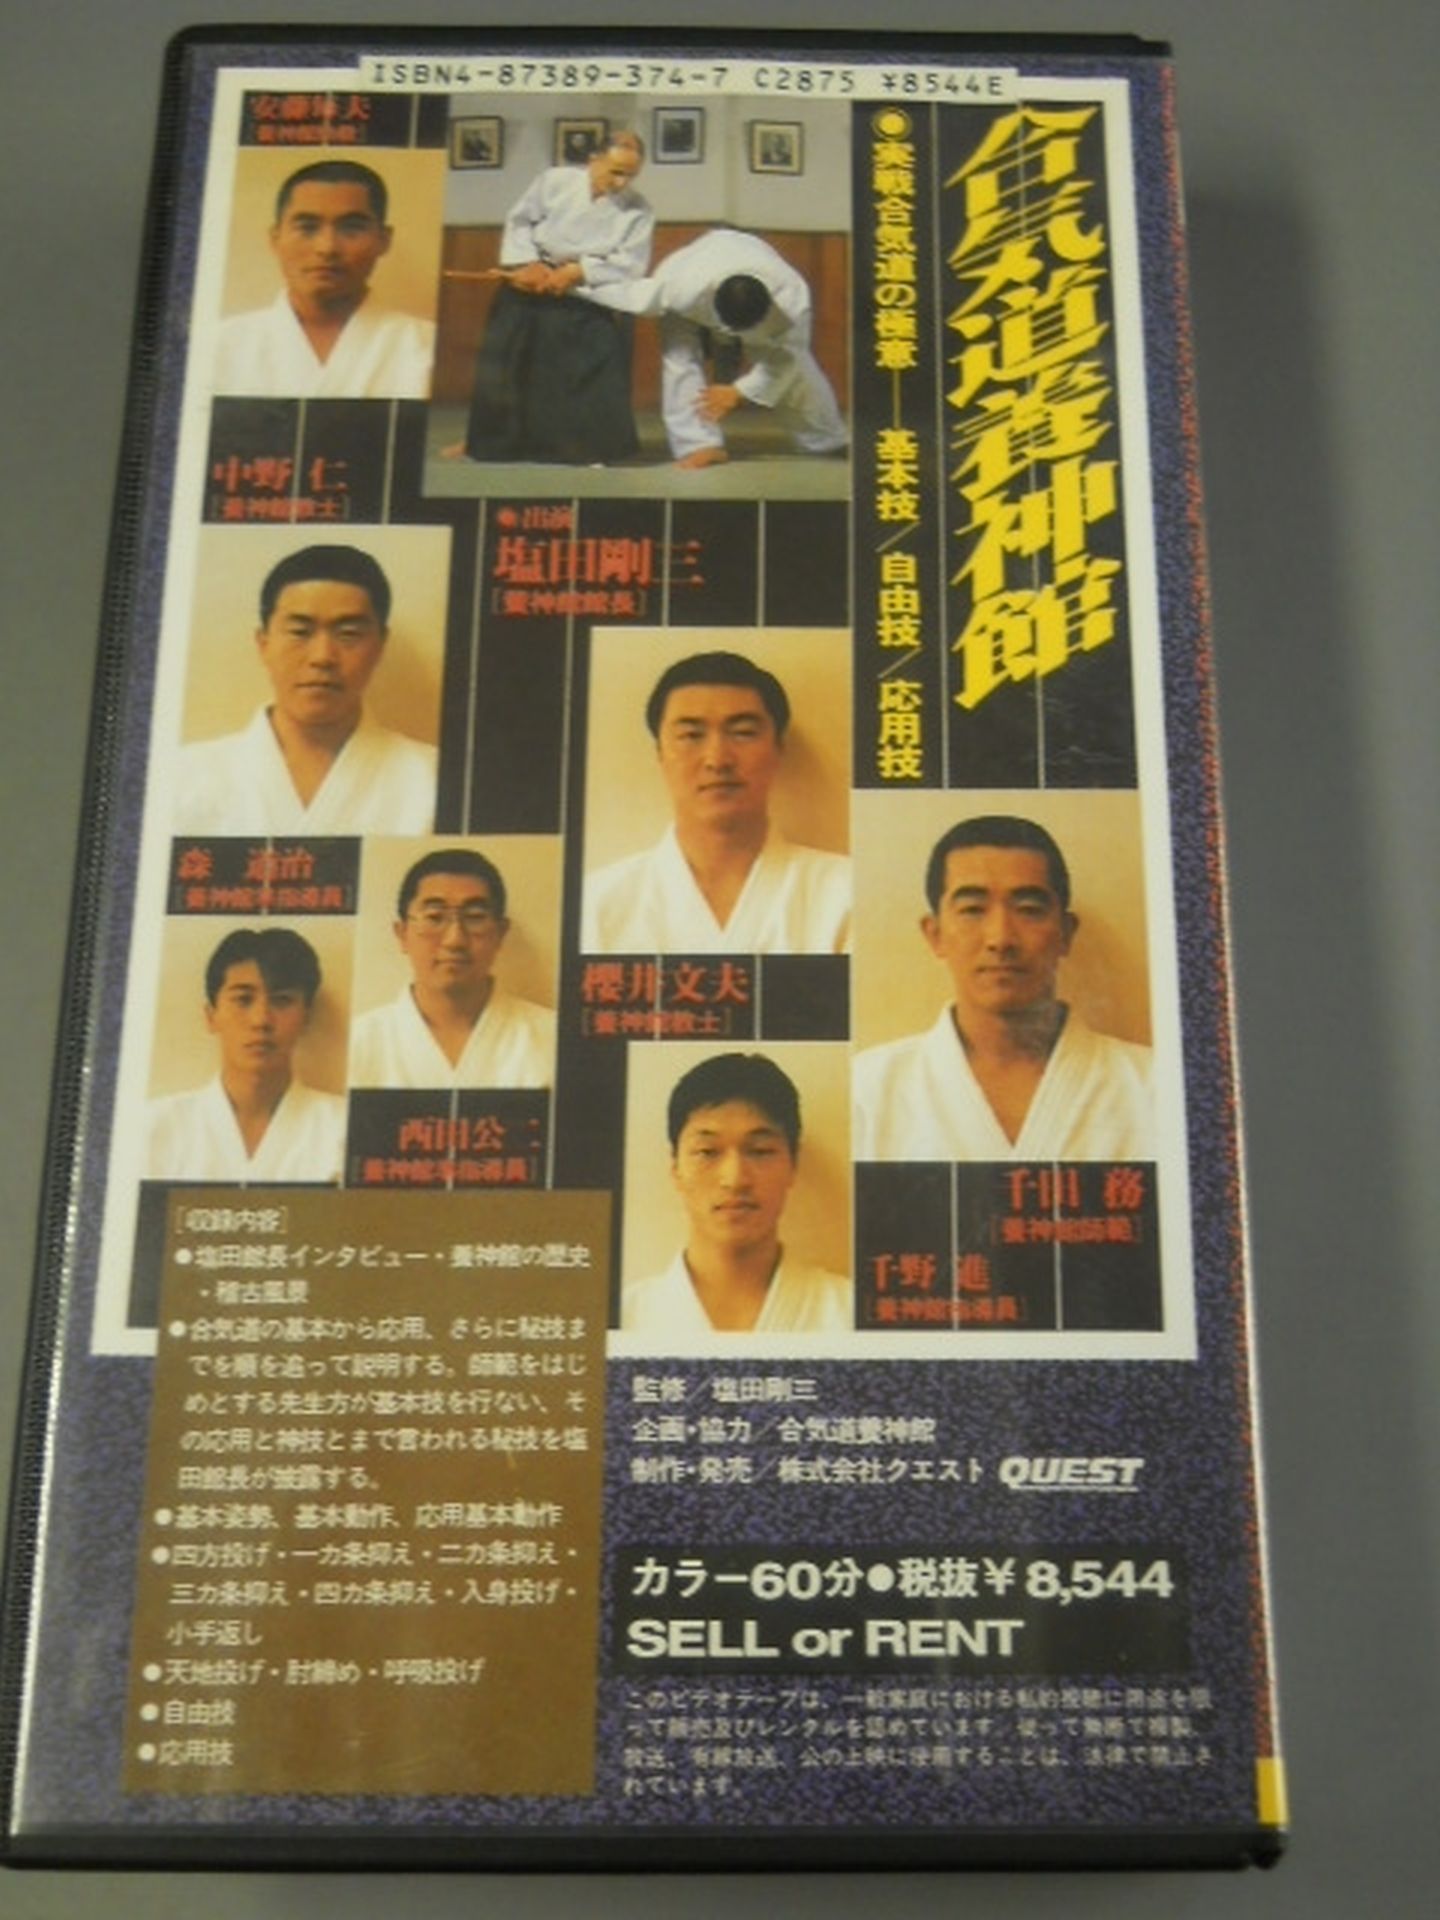 ISBN4-87389-374-7 C2875 ¥8544E
合気道養神館
●実戦合気道の極意──基本技／自由技／応用技
安藤毎夫
[養神館師範]
中野 仁
[養神館教士]
●出演
塩田剛三
[養神館館長]
森 道治
[養神館準指導員]
西田公二
[養神館準指導員]
櫻井文夫
[養神館教士]
千田 務
[養神館師範]
千野 進
[養神館指導員]
[収録内容]
●塩田館長インタビュー・養神館の歴史
・稽古風景
●合気道の基本から応用、さらに秘技ま
でを順を追って説明する。師範をはじ
めとする先生方が基本技を行ない、そ
の応用と神技とまで言われる秘技を塩
田館長が披露する。
●基本姿勢、基本動作、応用基本動作
●四方投げ・一カ条抑え・二カ条抑え・
三カ条抑え・四カ条抑え・入身投げ・
小手返し
●天地投げ・肘締め・呼吸投げ
●自由技
●応用技
監修／塩田剛三
企画・協力／合気道養神館
制作・発売／株式会社クエスト QUEST
カラー60分●税抜¥8,544
SELL or RENT
このビデオテープは、一般家庭における私的視聴に用途を限
って販売及びレンタルを認めています。従って無断で複製、
放送、有線放送、公の上映に使用することは、法律で禁止さ
れています。